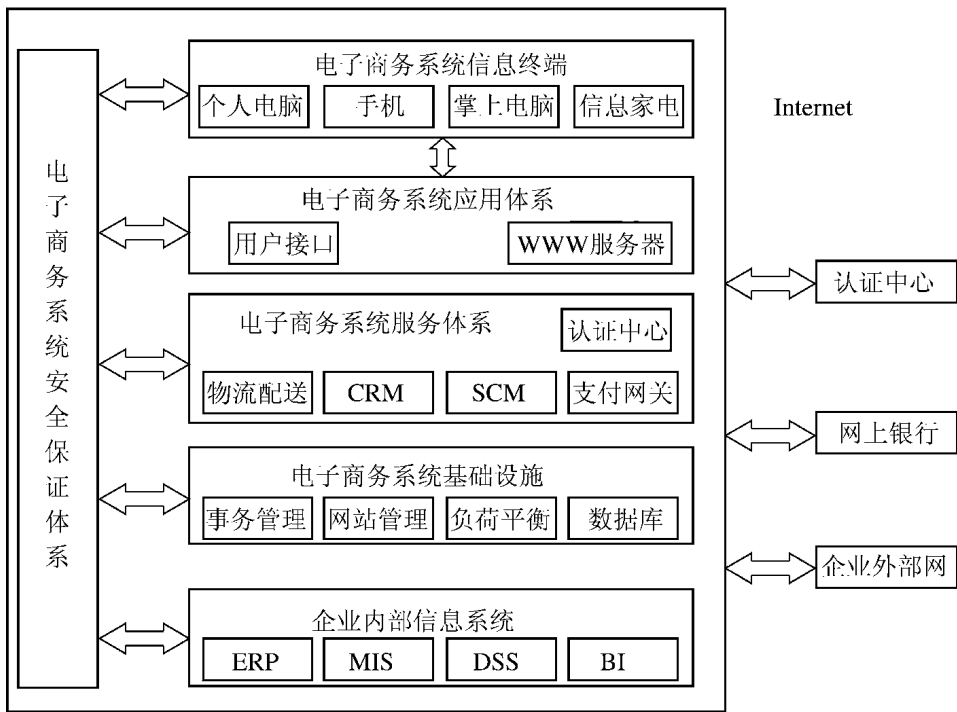 电子商务系统安全保证体系
电子商务系统信息终端
个人电脑 手机 掌上电脑 信息家电
电子商务系统应用体系
用户接口 WWW服务器
电子商务系统服务体系 认证中心
物流配送 CRM SCM 支付网关
电子商务系统基础设施
事务管理 网站管理 负荷平衡 数据库
企业内部信息系统
ERP MIS DSS BI
Internet
认证中心
网上银行
企业外部网